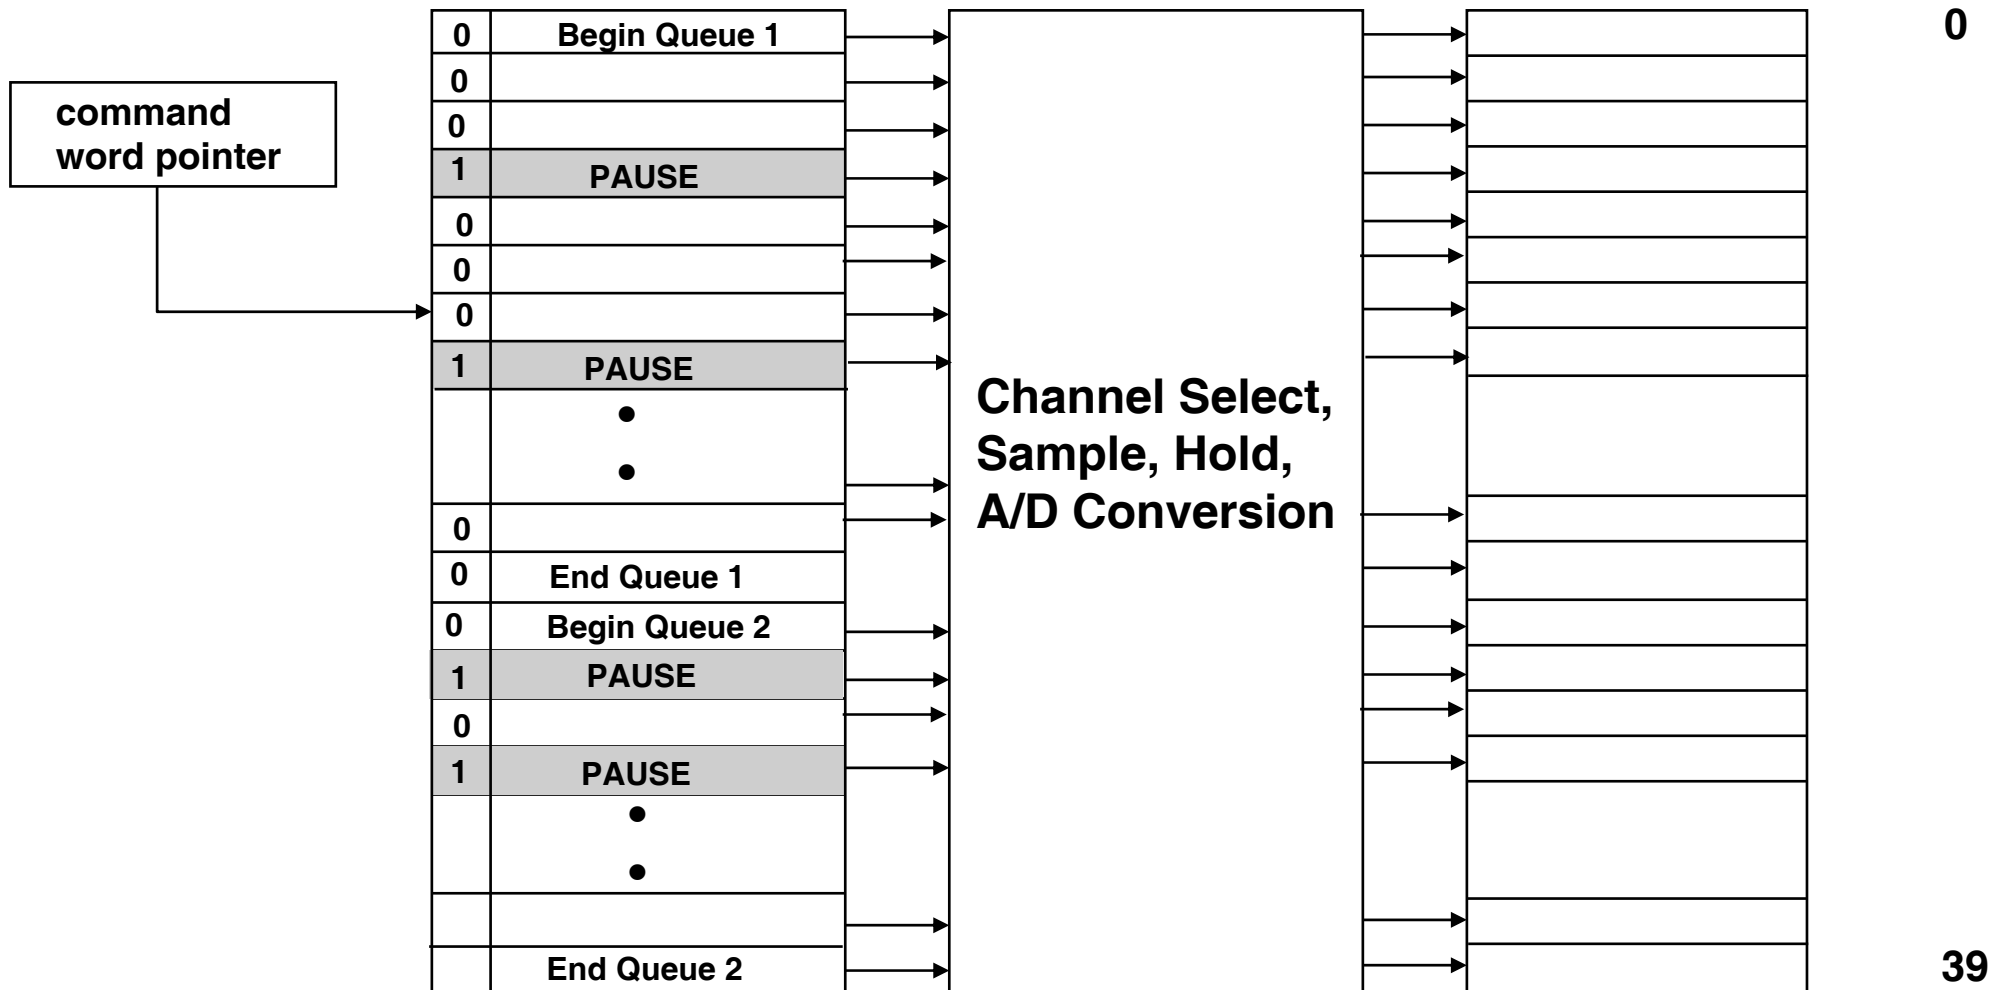 0 Begin Queue 1 0
0
command
word pointer
0
1 PAUSE
0
0
0
1 PAUSE
Channel Select,
Sample, Hold,
A/D Conversion
0
0 End Queue 1
0 Begin Queue 2
1 PAUSE
0
1 PAUSE
End Queue 2 39